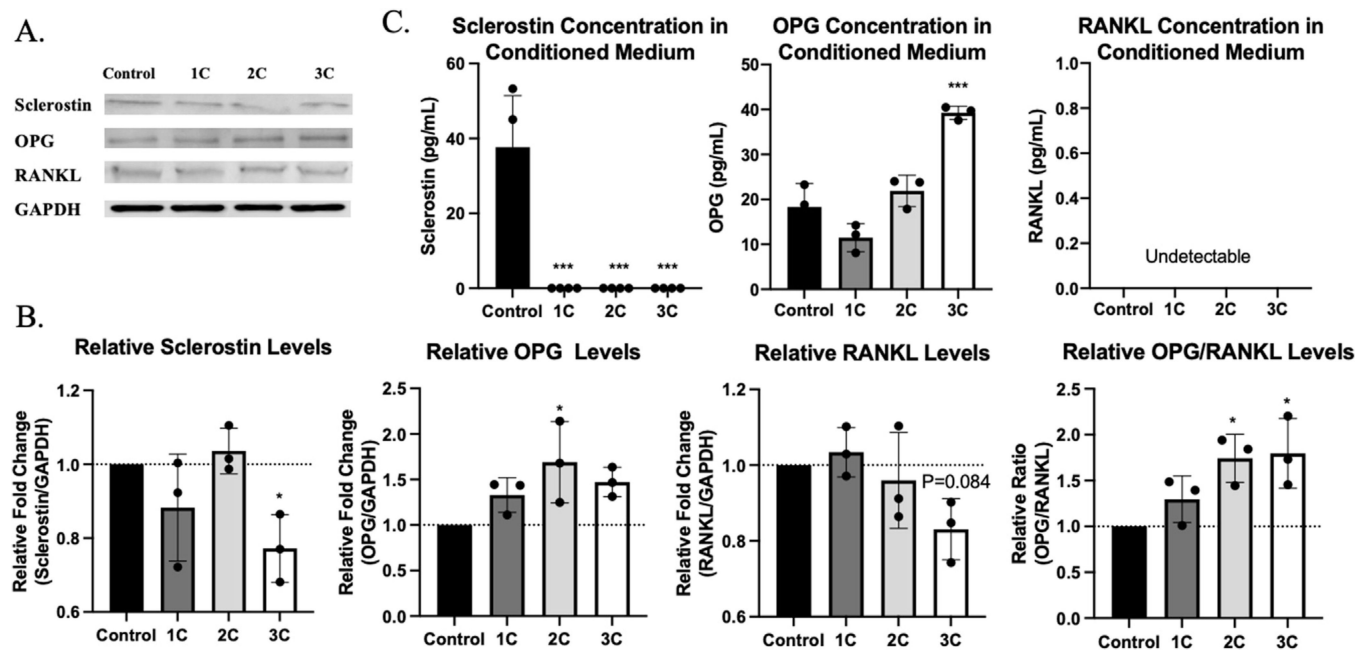 A.
Control 1C 2C 3C
Sclerostin
OPG
RANKL
GAPDH
C.
Sclerostin Concentration in
Conditioned Medium
Sclerostin (pg/mL)
60
40
20
0
***
***
***
Control 1C 2C 3C
OPG Concentration in
Conditioned Medium
OPG (pg/mL)
50
40
30
20
10
0
***
Control 1C 2C 3C
RANKL Concentration in
Conditioned Medium
RANKL (pg/mL)
1.0
0.8
0.6
0.4
0.2
0.0
Undetectable
Control 1C 2C 3C
B.
Relative Sclerostin Levels
Relative Fold Change
(Sclerostin/GAPDH)
1.2
1.0
0.8
0.6
*
Control 1C 2C 3C
Relative OPG Levels
Relative Fold Change
(OPG/GAPDH)
2.5
2.0
1.5
1.0
0.5
0.0
*
Control 1C 2C 3C
Relative RANKL Levels
Relative Fold Change
(RANKL/GAPDH)
1.2
1.0
0.8
0.6
P=0.084
Control 1C 2C 3C
Relative OPG/RANKL Levels
Relative Ratio
(OPG/RANKL)
2.5
2.0
1.5
1.0
0.5
0.0
*
*
Control 1C 2C 3C